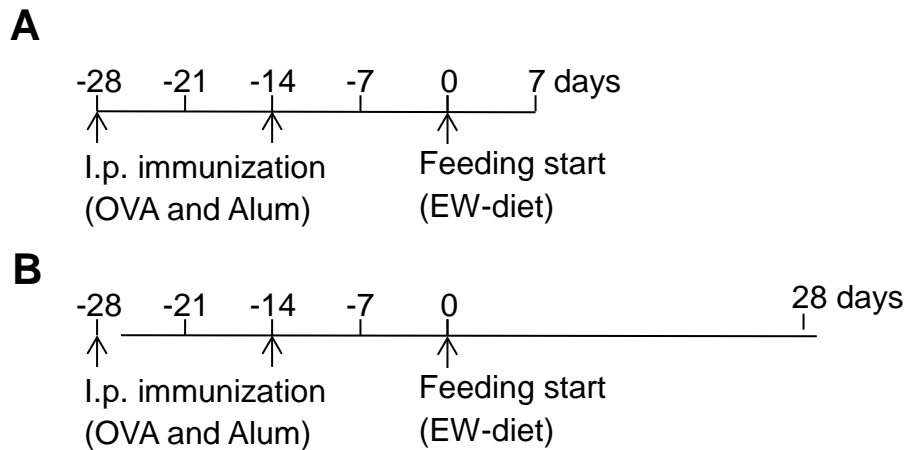 A
-28 -21 -14 -7 0 7 days
I.p. immunization Feeding start
(OVA and Alum) (EW-diet)
B
-28 -21 -14 -7 0 28 days
I.p. immunization Feeding start
(OVA and Alum) (EW-diet)